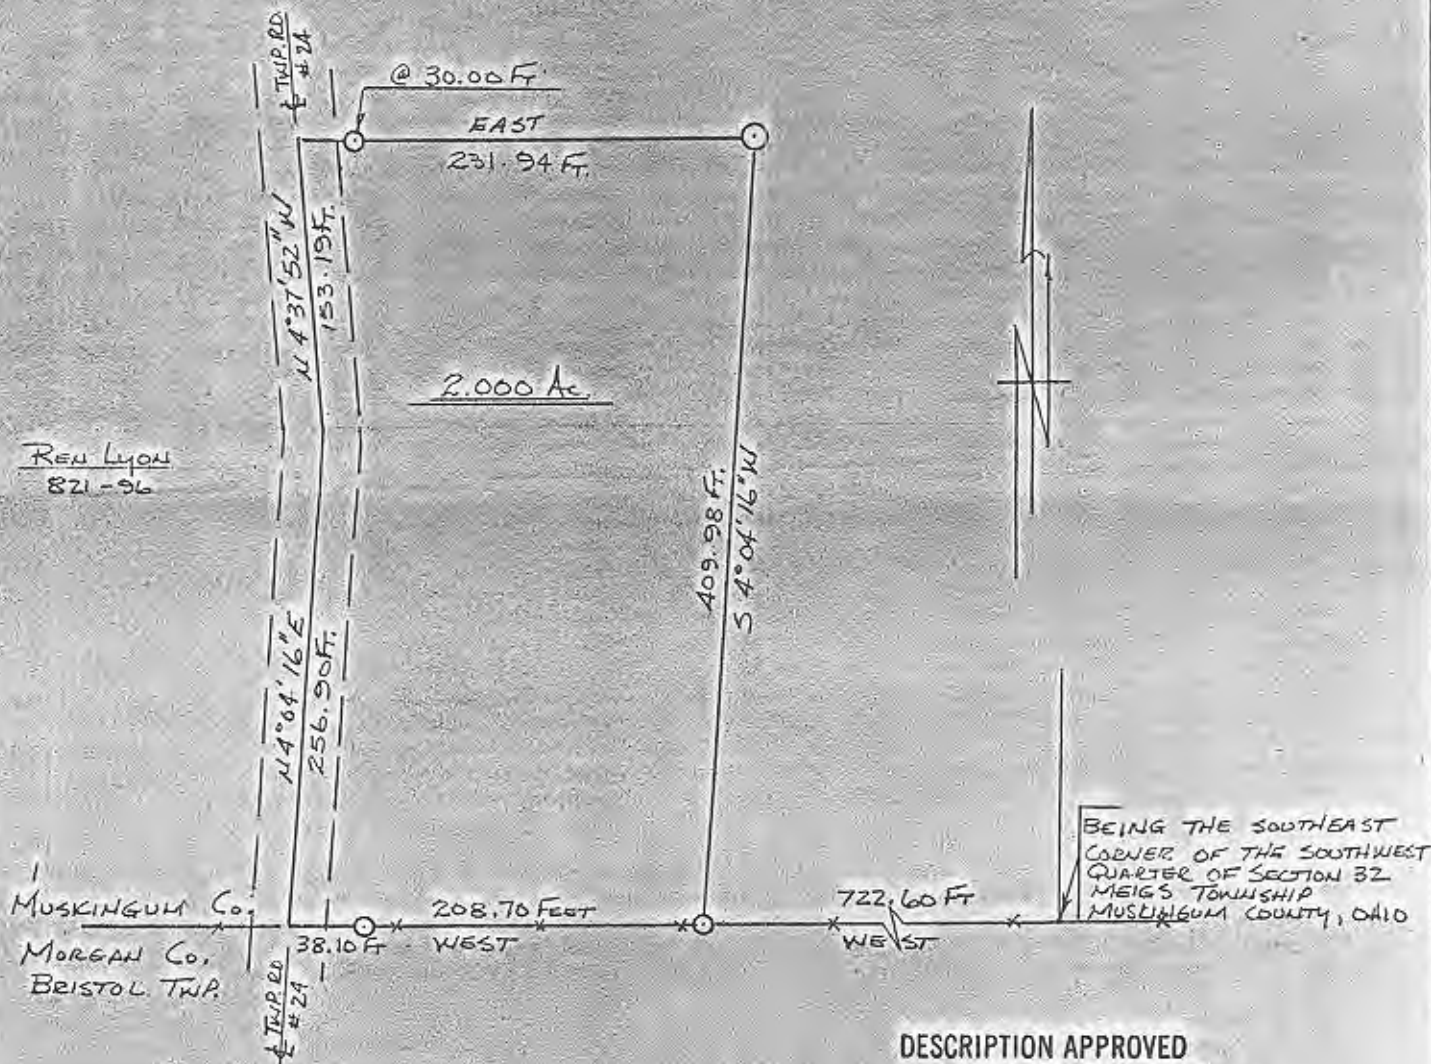 ℄ TWP. RD
# 24
@ 30.00 FT.
EAST
231.94 FT.
N 4°37'52" W
153.19 FT.
2.000 Ac.
REN LYON
821-96
409.98 FT.
S 4°04'16" W
N 4°04'16" E
256.90 FT.
BEING THE SOUTHEAST
CORNER OF THE SOUTHWEST
QUARTER OF SECTION 32
MEIGS TOWNSHIP
MUSKINGUM COUNTY, OHIO
MUSKINGUM Co.
208.70 FEET
722.60 FT
38.10 FT
WEST
WEST
MORGAN Co.
BRISTOL TWP.
℄ TWP. RD
# 24
DESCRIPTION APPROVED